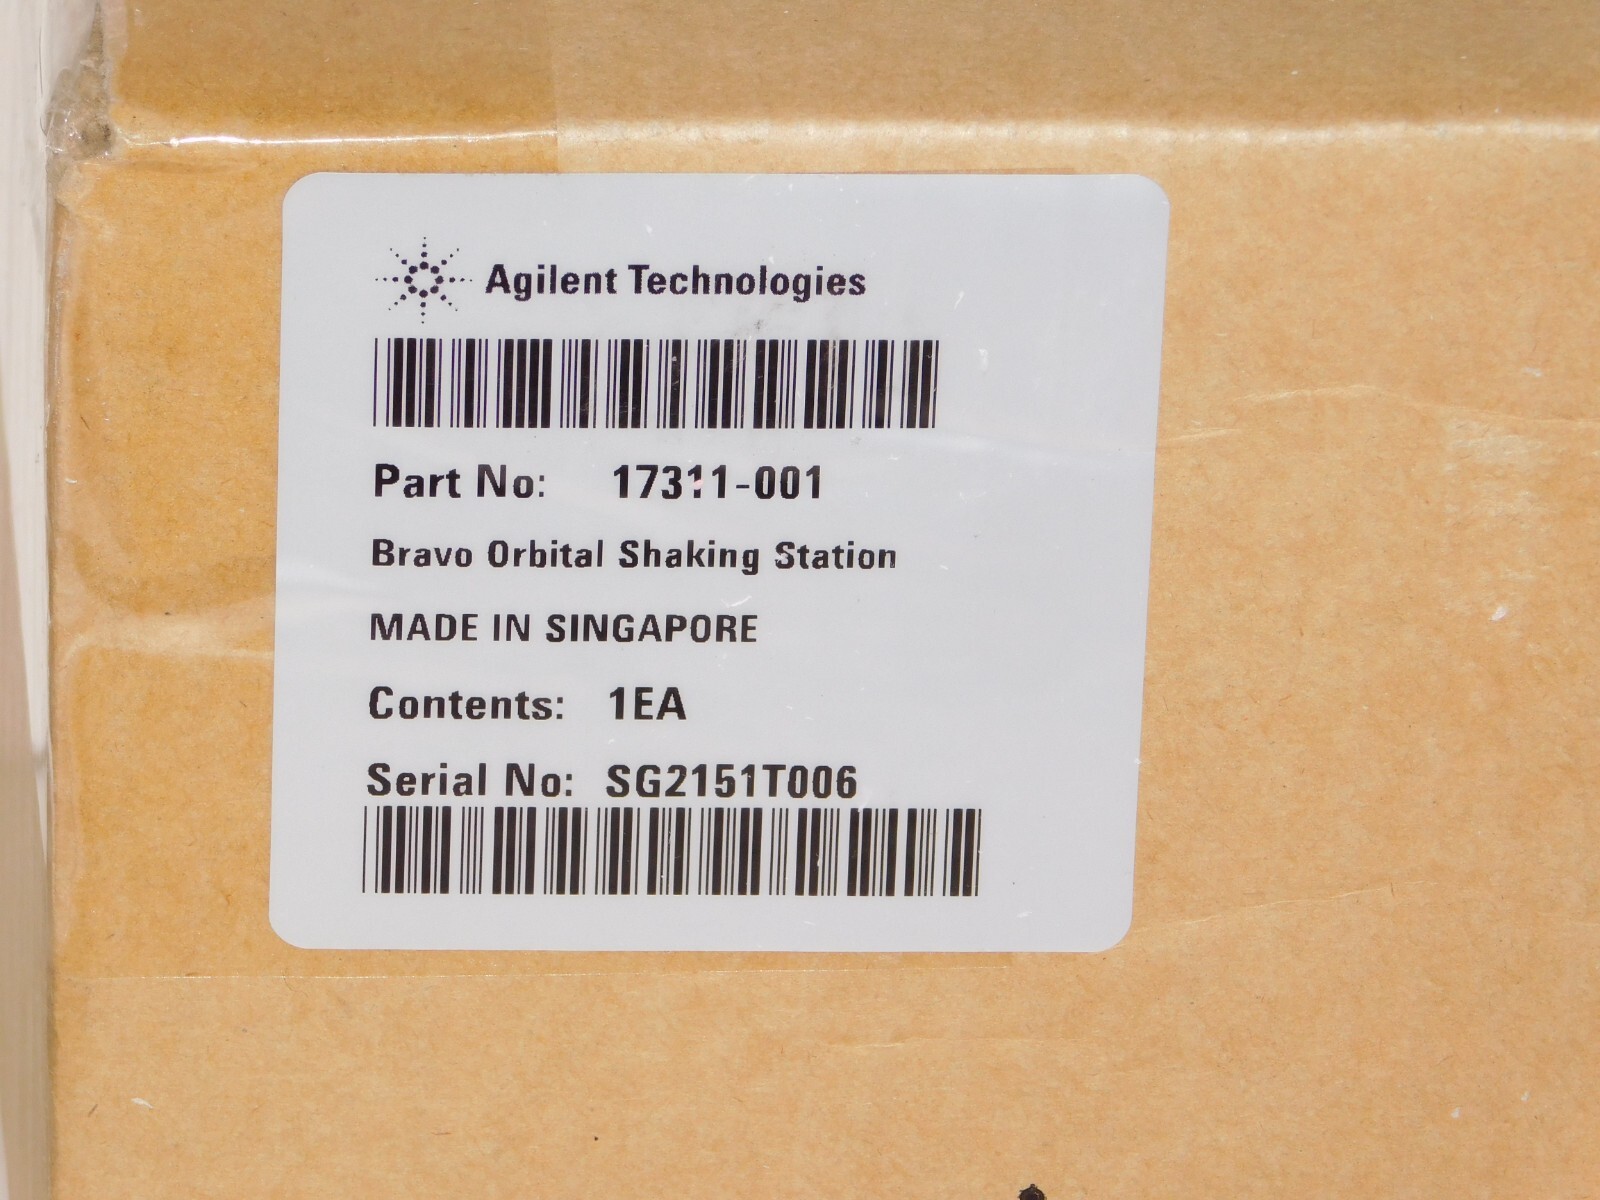 Agilent Technologies
Part No: 17311-001
Bravo Orbital Shaking Station
MADE IN SINGAPORE
Contents: 1EA
Serial No: SG2151T006